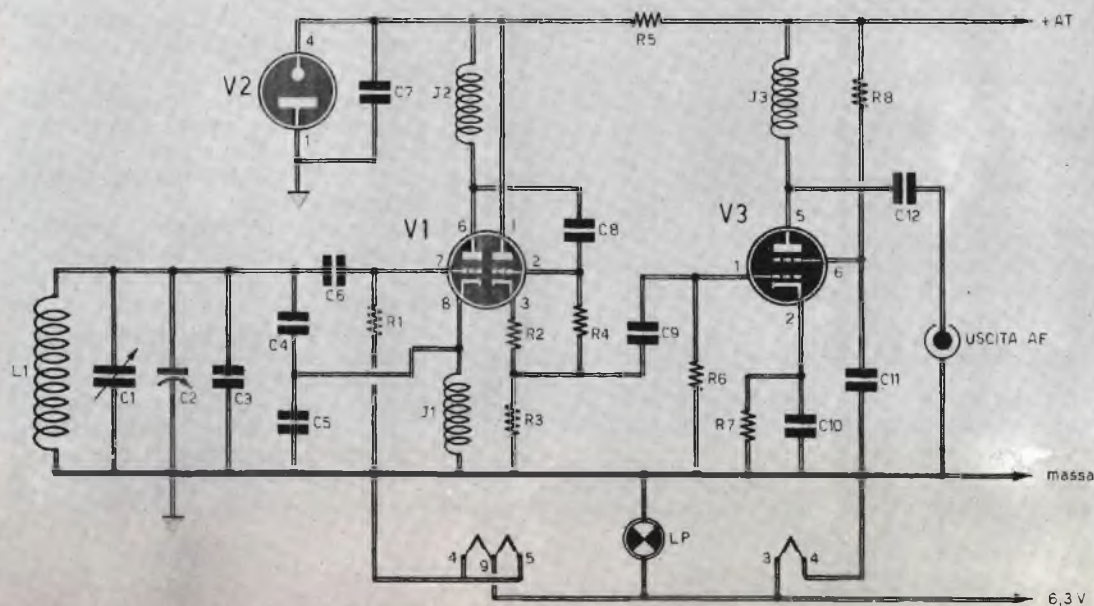 + AT
R5
4
V2
C7
J2
J3
R8
1
C12
V1
6
1
C8
V3
5
7
2
1
6
8
3
2
C6
R1
R2
R4
C9
USCITA AF
L1
C1
C2
C3
C4
C5
J1
R3
R6
R7
C10
C11
massa
LP
4
9
5
3
4
6,3 V